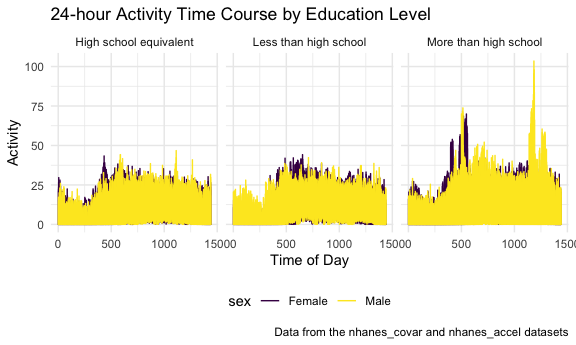 24-hour Activity Time Course by Education Level
High school equivalent Less than high school More than high school
Activity
100
75
50
25
0
0 500 1000 1500 0 500 1000 1500 0 500 1000 1500
Time of Day
sex Female Male
Data from the nhanes_covar and nhanes_accel datasets